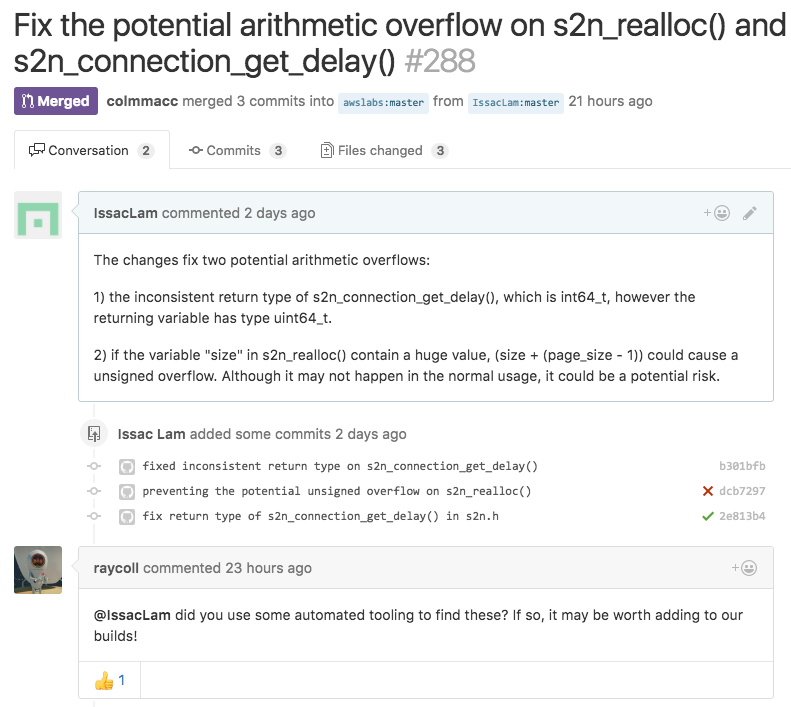 Fix the potential arithmetic overflow on s2n_realloc() and
s2n_connection_get_delay() #288
Merged colmmacc merged 3 commits into awslabs:master from IssacLam:master 21 hours ago
Conversation 2 Commits 3 Files changed 3
IssacLam commented 2 days ago
The changes fix two potential arithmetic overflows:
1) the inconsistent return type of s2n_connection_get_delay(), which is int64_t, however the
returning variable has type uint64_t.
2) if the variable "size" in s2n_realloc() contain a huge value, (size + (page_size - 1)) could cause a
unsigned overflow. Although it may not happen in the normal usage, it could be a potential risk.
Issac Lam added some commits 2 days ago
fixed inconsistent return type on s2n_connection_get_delay() b301bfb
preventing the potential unsigned overflow on s2n_realloc() dcb7297
fix return type of s2n_connection_get_delay() in s2n.h 2e813b4
raycoll commented 23 hours ago
@IssacLam did you use some automated tooling to find these? If so, it may be worth adding to our
builds!
👍 1